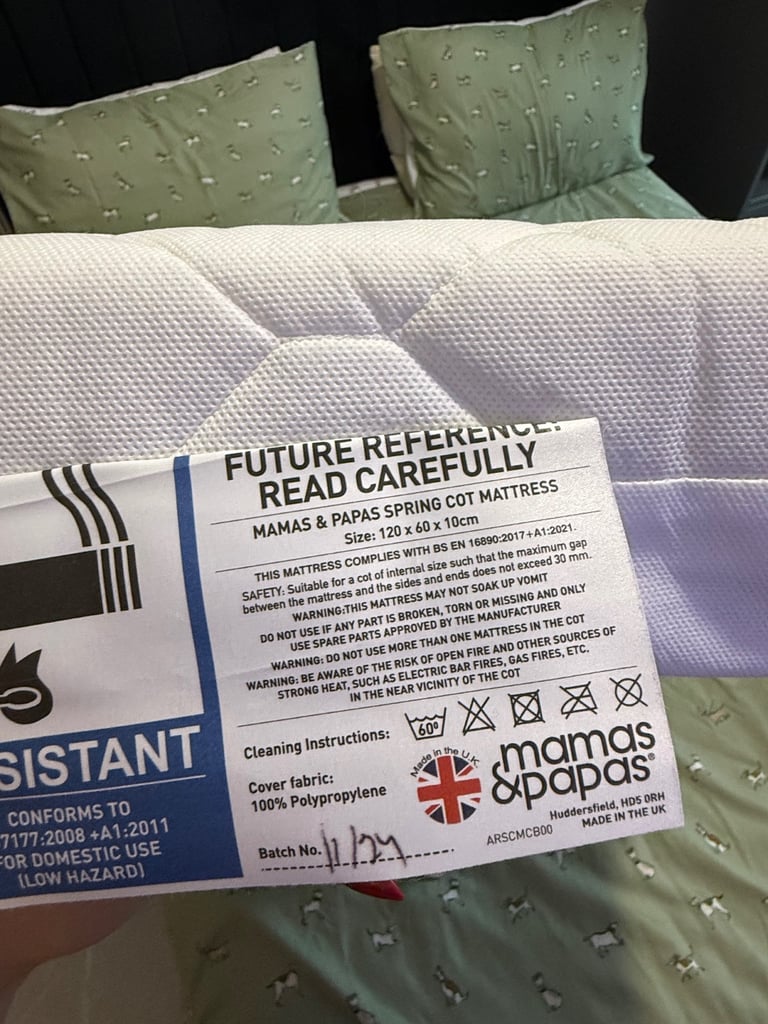 FUTURE REFERENCE:
READ CAREFULLY
MAMAS & PAPAS SPRING COT MATTRESS
Size: 120 x 60 x 10cm
THIS MATTRESS COMPLIES WITH BS EN 16890:2017+A1:2021.
SAFETY: Suitable for a cot of internal size such that the maximum gap
between the mattress and the sides and ends does not exceed 30 mm.
WARNING:THIS MATTRESS MAY NOT SOAK UP VOMIT
DO NOT USE IF ANY PART IS BROKEN, TORN OR MISSING AND ONLY
USE SPARE PARTS APPROVED BY THE MANUFACTURER
WARNING: DO NOT USE MORE THAN ONE MATTRESS IN THE COT
WARNING: BE AWARE OF THE RISK OF OPEN FIRE AND OTHER SOURCES OF
STRONG HEAT, SUCH AS ELECTRIC BAR FIRES, GAS FIRES, ETC.
IN THE NEAR VICINITY OF THE COT
Cleaning Instructions:
60°
Cover fabric:
100% Polypropylene
Made in the U.K.
mamas
&papas®
Huddersfield, HD5 0RH
MADE IN THE UK
ARSCMCB00
Batch No. 11/24
SISTANT
CONFORMS TO
7177:2008 +A1:2011
FOR DOMESTIC USE
(LOW HAZARD)